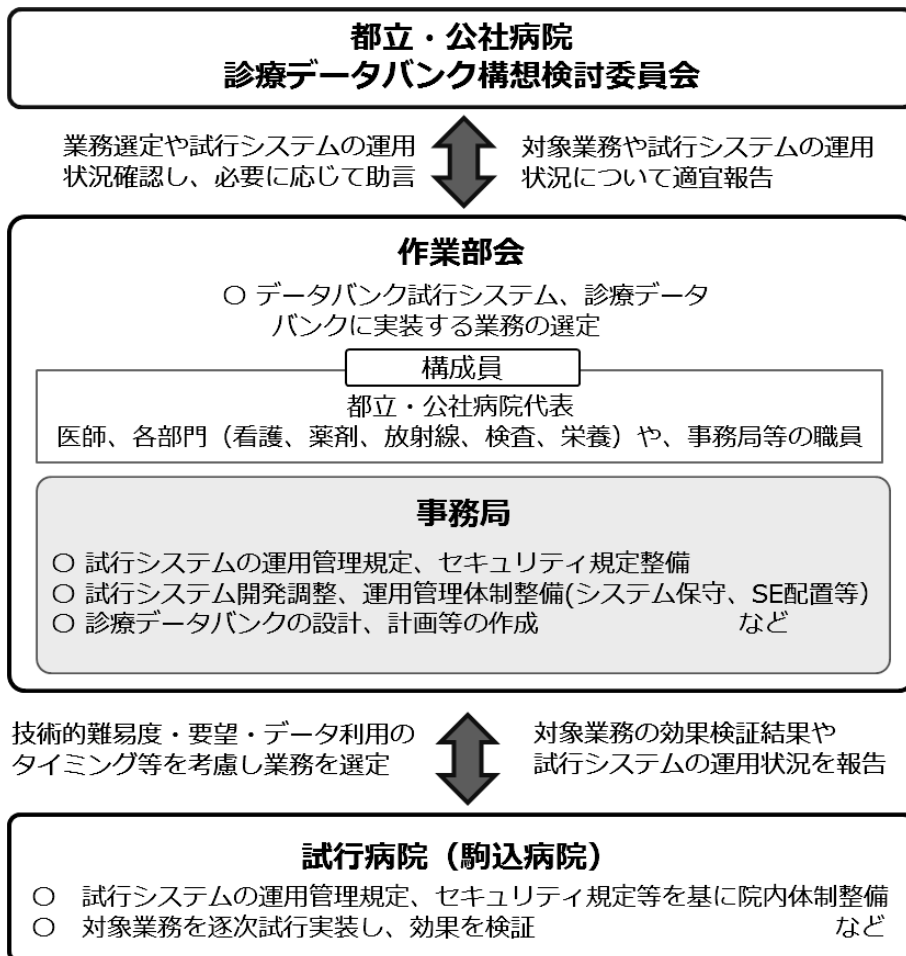 都立・公社病院
診療データバンク構想検討委員会
業務選定や試行システムの運用
状況確認し、必要に応じて助言
対象業務や試行システムの運用
状況について適宜報告
作業部会
○ データバンク試行システム、診療データ
バンクに実装する業務の選定
構成員
都立・公社病院代表
医師、各部門（看護、薬剤、放射線、検査、栄養）や、事務局等の職員
事務局
○ 試行システムの運用管理規定、セキュリティ規定整備
○ 試行システム開発調整、運用管理体制整備(システム保守、SE配置等)
○ 診療データバンクの設計、計画等の作成 など
技術的難易度・要望・データ利用の
タイミング等を考慮し業務を選定
対象業務の効果検証結果や
試行システムの運用状況を報告
試行病院（駒込病院）
○ 試行システムの運用管理規定、セキュリティ規定等を基に院内体制整備
○ 対象業務を逐次試行実装し、効果を検証 など